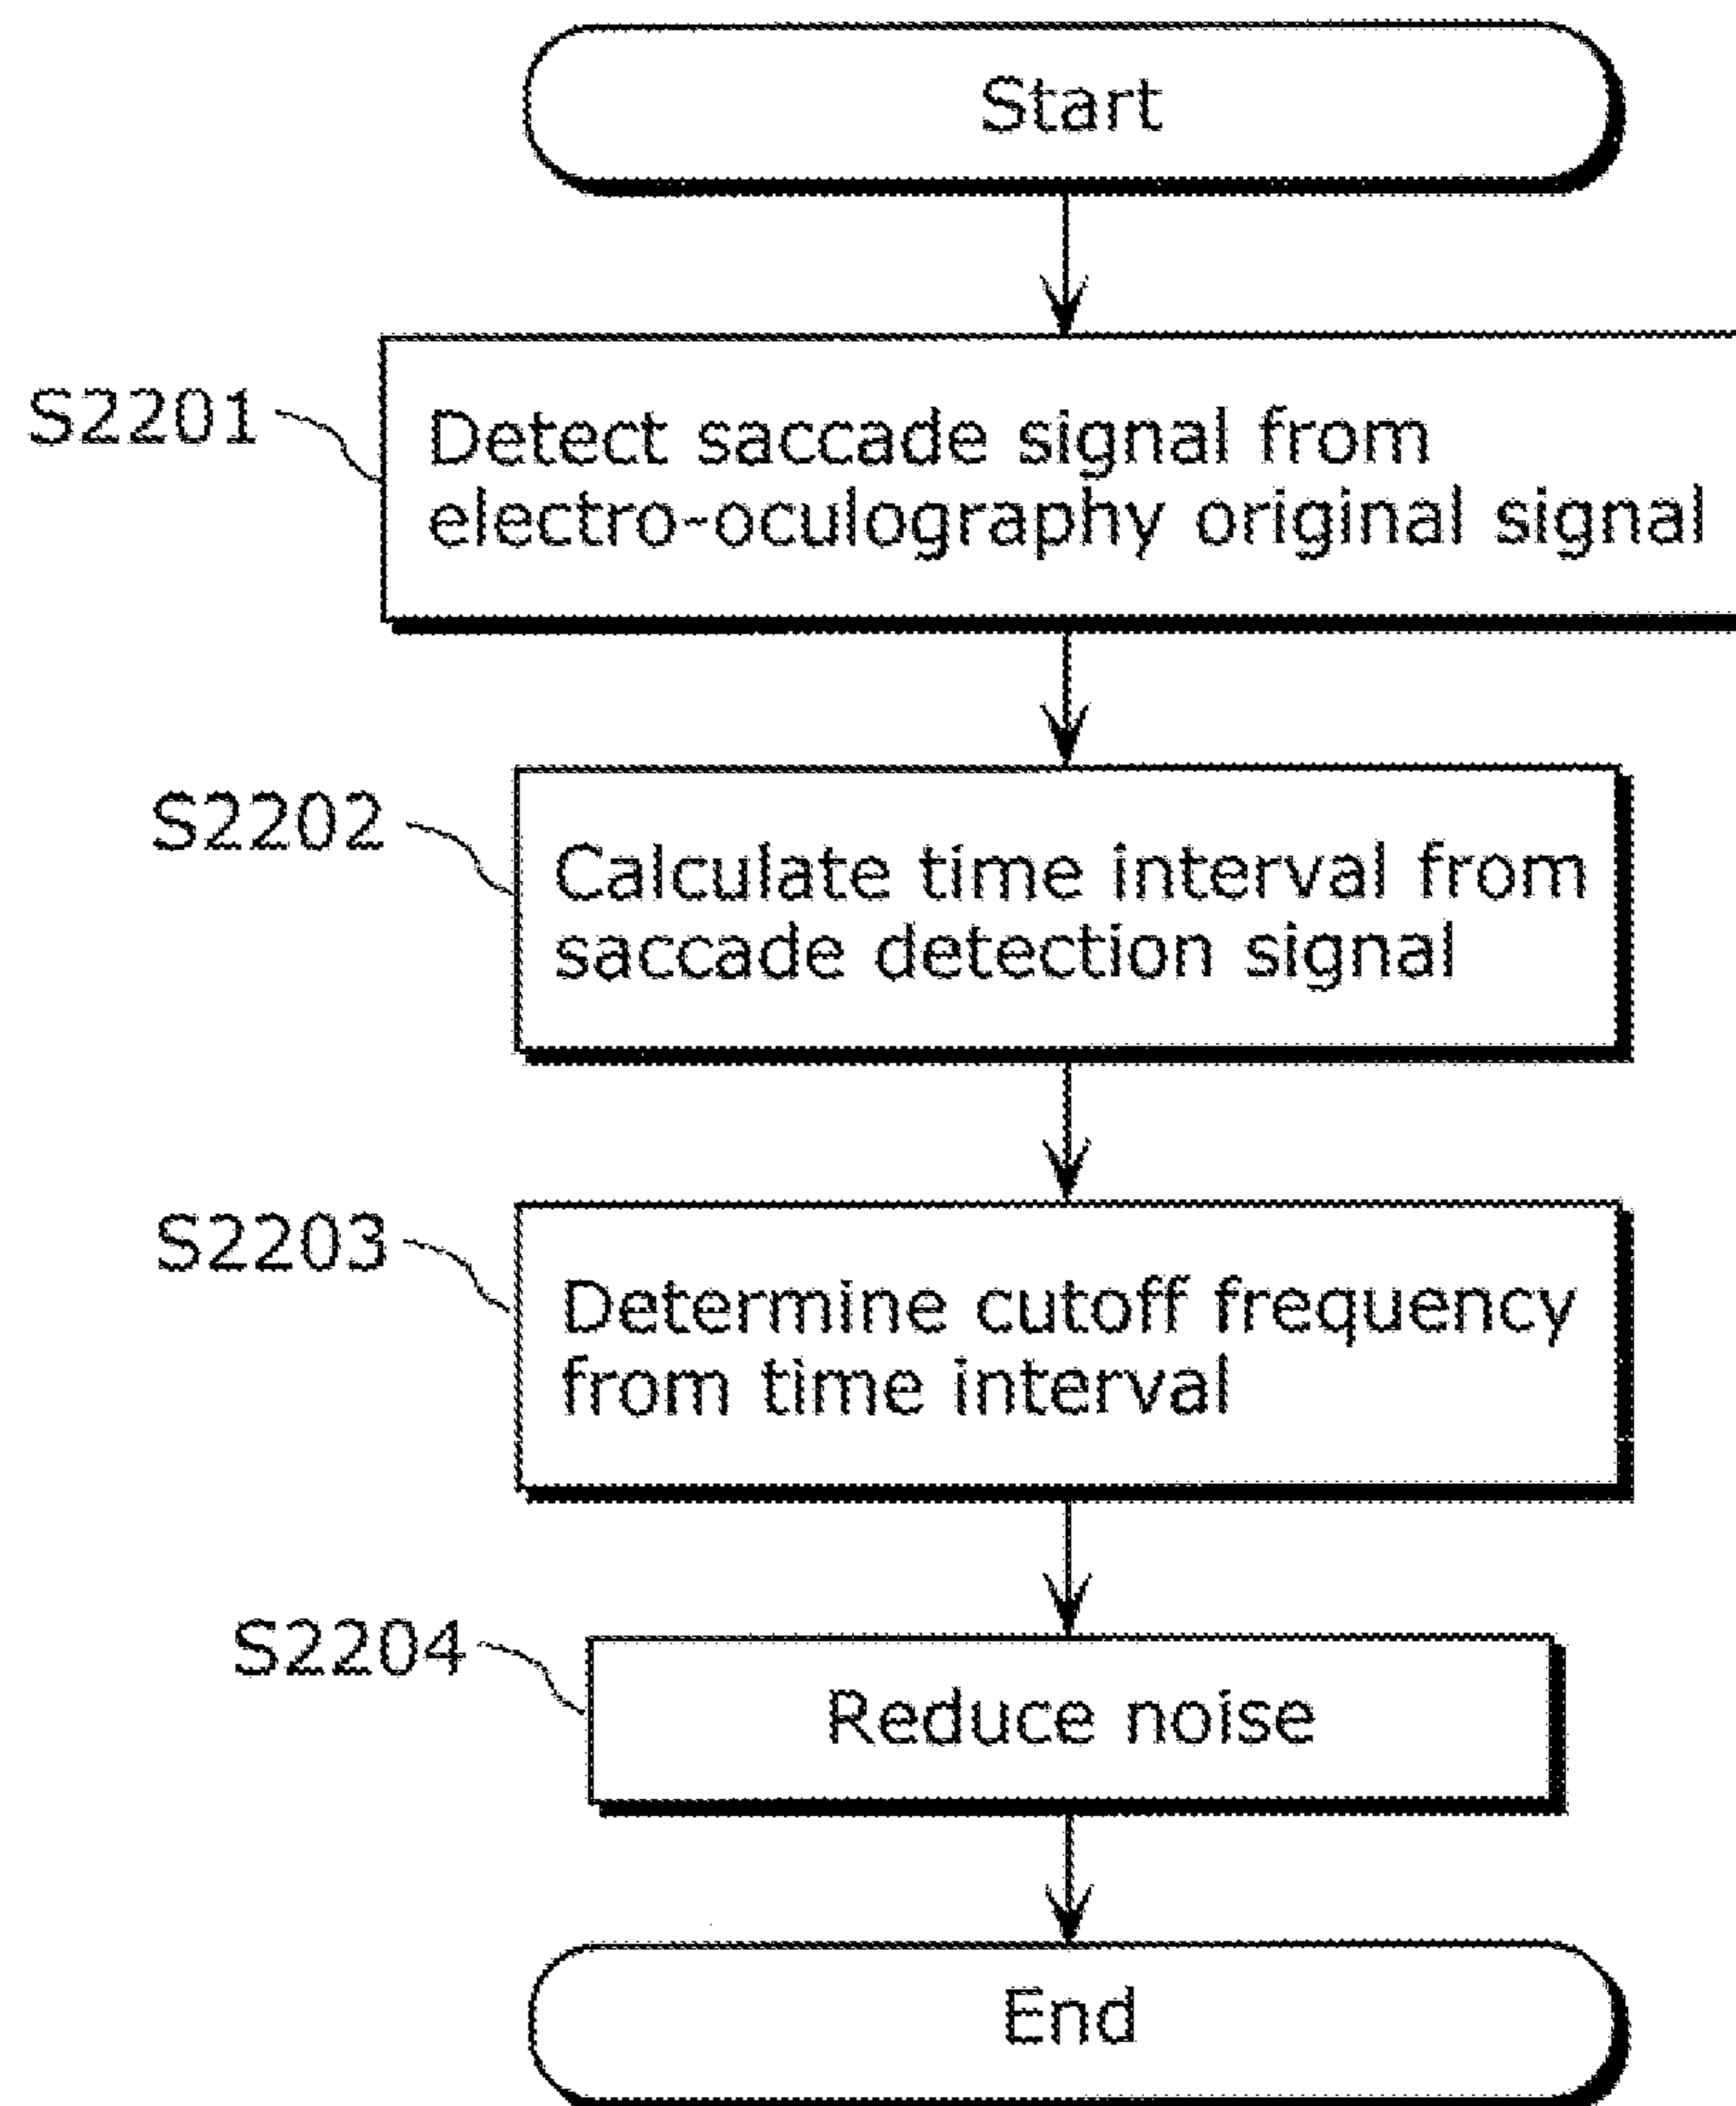 Start
S2201
Detect saccade signal from
electro-oculography original signal
S2202
Calculate time interval from
saccade detection signal
S2203
Determine cutoff frequency
from time interval
S2204
Reduce noise
End